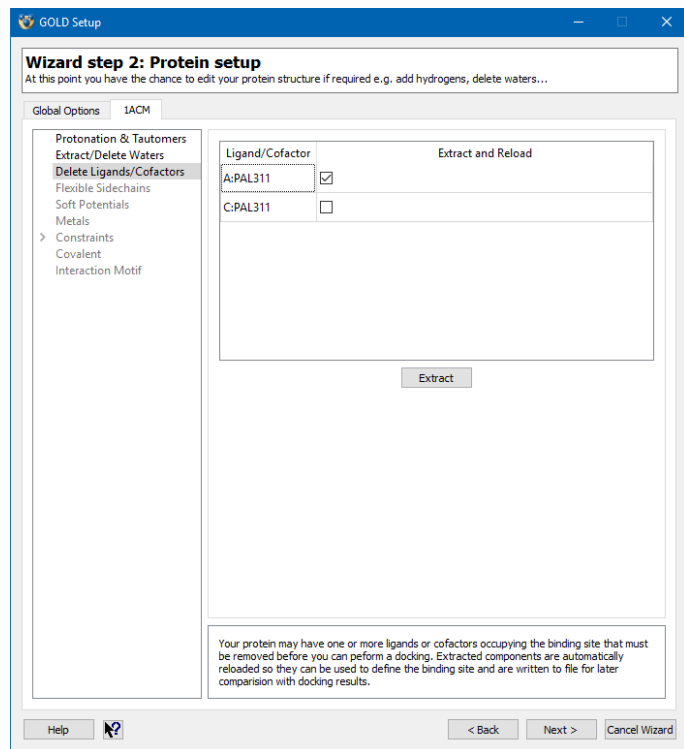 GOLD Setup
Wizard step 2: Protein setup
At this point you have the chance to edit your protein structure if required e.g. add hydrogens, delete waters...
Global Options 1ACM
Protonation & Tautomers
Extract/Delete Waters
Delete Ligands/Cofactors
Flexible Sidechains
Soft Potentials
Metals
Constraints
Covalent
Interaction Motif
Ligand/Cofactor Extract and Reload
A:PAL311
C:PAL311
Extract
Your protein may have one or more ligands or cofactors occupying the binding site that must
be removed before you can peform a docking. Extracted components are automatically
reloaded so they can be used to define the binding site and are written to file for later
comparision with docking results.
Help < Back Next > Cancel Wizard